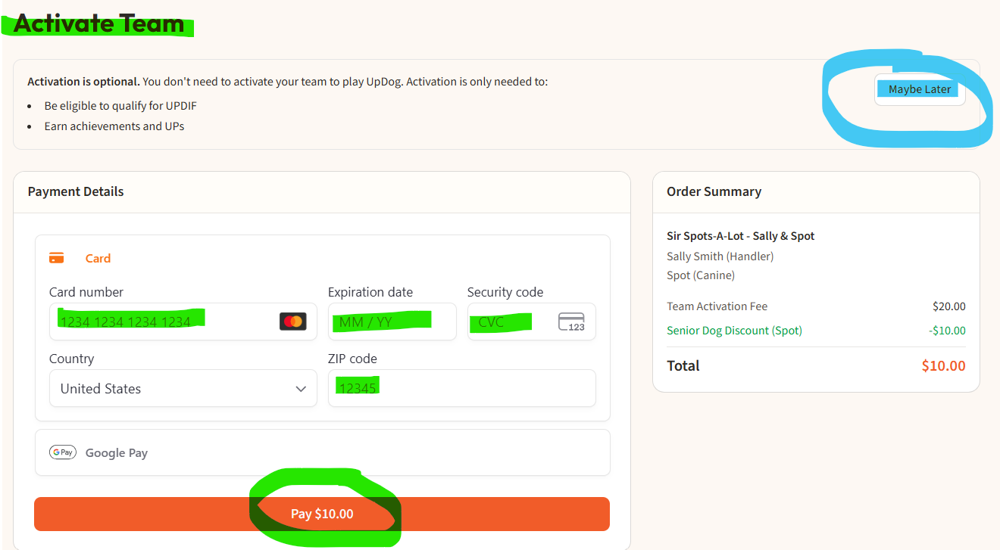 Activate Team
Activation is optional. You don't need to activate your team to play UpDog. Activation is only needed to:
Maybe Later
• Be eligible to qualify for UPDIF
• Earn achievements and UPs
Payment Details
Card
Card number
Expiration date
Security code
1234 1234 1234 1234
MM / YY
CVC
123
Country
ZIP code
United States
12345
G Pay
Google Pay
Pay $10.00
Order Summary
Sir Spots-A-Lot - Sally & Spot
Sally Smith (Handler)
Spot (Canine)
Team Activation Fee $20.00
Senior Dog Discount (Spot) -$10.00
Total $10.00